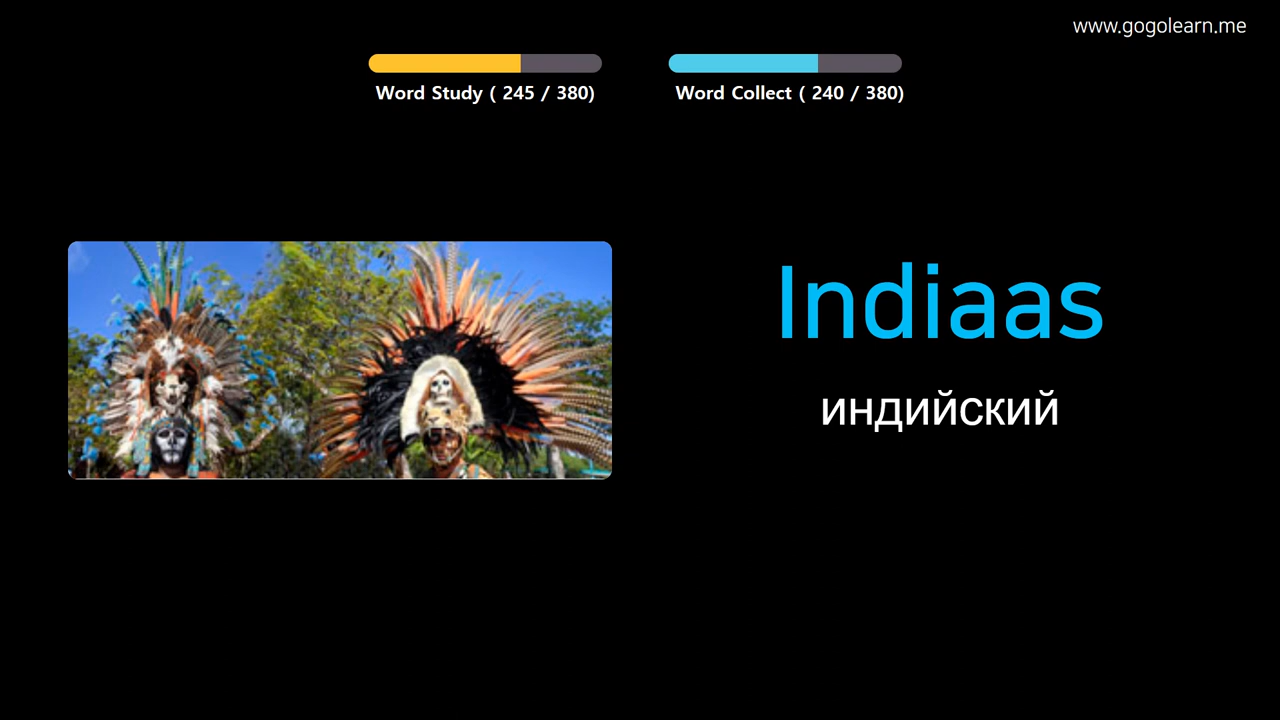 www.gogolearn.me
Word Study ( 245 / 380)
Word Collect ( 240 / 380)
Indiaas
индийский